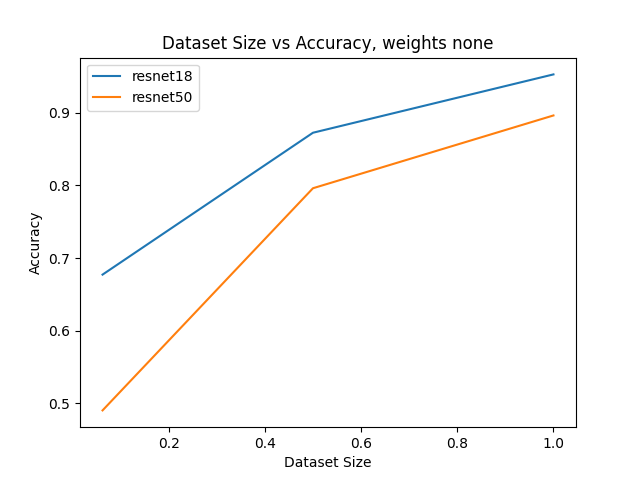 Dataset Size vs Accuracy, weights none
resnet18
resnet50
0.9
0.8
0.7
0.6
0.5
Accuracy
0.2
0.4
0.6
0.8
1.0
Dataset Size